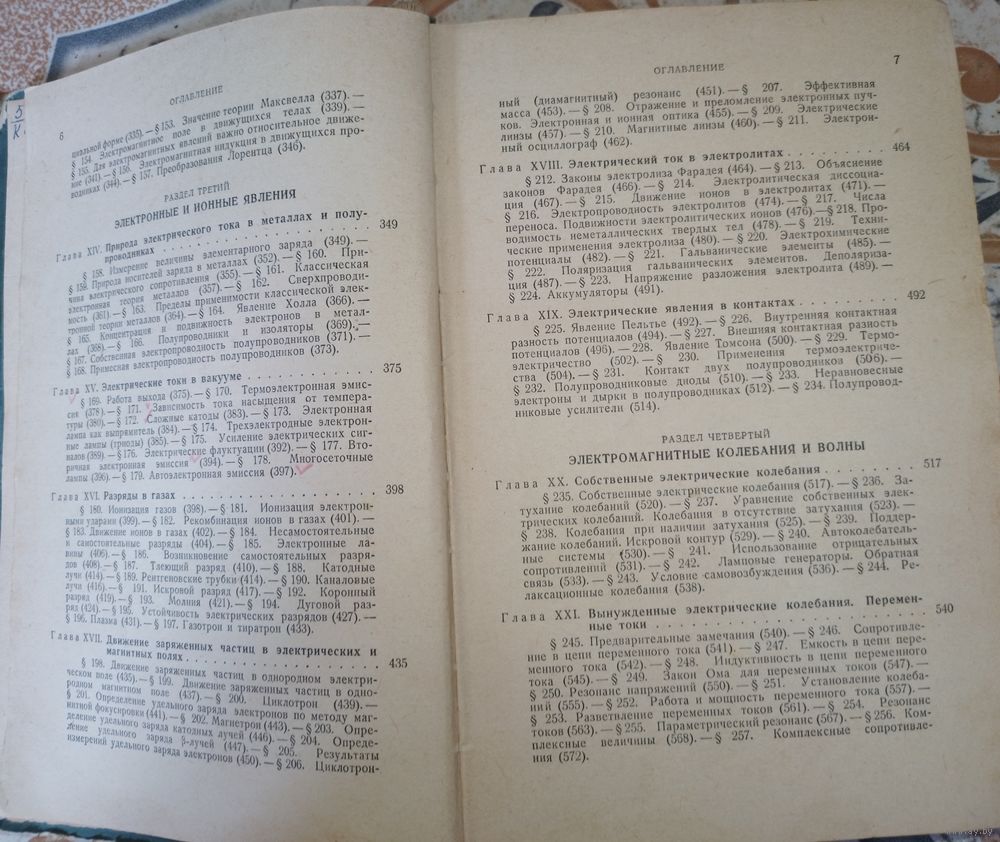 5
К
ОГЛАВЛЕНИЕ
6
циальной форме (335). — § 153. Значение теории Максвелла (337). —
§ 154. Электромагнитное поле в движущихся телах (339). —
§ 155. Для электромагнитных явлений важно относительное движе-
ние (341). — § 156. Электромагнитная индукция в движущихся про-
водниках (344). — § 157. Преобразования Лорентца (346).
РАЗДЕЛ ТРЕТИЙ
ЭЛЕКТРОННЫЕ И ИОННЫЕ ЯВЛЕНИЯ
Глава XIV. Природа электрического тока в металлах и полу-
проводниках . . . . . . . . . . . . . . . . . . . . . . . 349
§ 158. Измерение величины элементарного заряда (349). —
§ 159. Природа носителей заряда в металлах (352). — § 160. При-
чина электрического сопротивления (355). — § 161. Классическая
электронная теория металлов (357). — § 162. Сверхпроводи-
мость (361). — § 163. Пределы применимости классической элек-
тронной теории металлов (364). — § 164. Явление Холла (366). —
§ 165. Концентрация и подвижность электронов в метал-
лах (368). — § 166. Полупроводники и изоляторы (369). —
§ 167. Собственная электропроводность полупроводников (371). —
§ 168. Примесная электропроводность полупроводников (373).
Глава XV. Электрические токи в вакууме . . . . . . . . . . . . . 375
§ 169. Работа выхода (375). — § 170. Термоэлектронная эмис-
сия (378). — § 171. Зависимость тока насыщения от темпера-
туры (380). — § 172. Сложные катоды (383). — § 173. Электронная
лампа как выпрямитель (384). — § 174. Трехэлектродные электрон-
ные лампы (триоды) (385). — § 175. Усиление электрических сиг-
налов (389). — § 176. Электрические флуктуации (392). — § 177. Вто-
ричная электронная эмиссия (394). — § 178. Многосеточные
лампы (396). — § 179. Автоэлектронная эмиссия (397).
Глава XVI. Разряды в газах . . . . . . . . . . . . . . . . . . . 398
§ 180. Ионизация газов (398). — § 181. Ионизация электрон-
ными ударами (399). — § 182. Рекомбинация ионов в газах (401). —
§ 183. Движение ионов в газах (402). — § 184. Несамостоятельные
и самостоятельные разряды (404). — § 185. Электронные ла-
вины (406). — § 186. Возникновение самостоятельных разря-
дов (408). — § 187. Тлеющий разряд (410). — § 188. Катодные
лучи (414). — § 189. Рентгеновские трубки (414). — § 190. Каналовые
лучи (416). — § 191. Искровой разряд (417). — § 192. Коронный
разряд (419). — § 193. Молния (421). — § 194. Дуговой раз-
ряд (424). — § 195. Устойчивость электрических разрядов (427). —
§ 196. Плазма (431). — § 197. Газотрон и тиратрон (433).
Глава XVII. Движение заряженных частиц в электрических и
магнитных полях . . . . . . . . . . . . . . . . . . . . 435
§ 198. Движение заряженных частиц в однородном электри-
ческом поле (435). — § 199. Движение заряженных частиц в одно-
родном магнитном поле (437). — § 200. Циклотрон (439). —
§ 201. Определение удельного заряда электронов по методу маг-
нитной фокусировки (441). — § 202. Магнетрон (443). — § 203. Опре-
деление удельного заряда катодных лучей (446). — § 204. Опреде-
ление удельного заряда β-лучей (447). — § 205. Результаты
измерений удельного заряда электронов (450). — § 206. Циклотрон-
ОГЛАВЛЕНИЕ
7
ный (диамагнитный) резонанс (451). — § 207. Эффективная
масса (453). — § 208. Отражение и преломление электронных пуч-
ков. Электронная и ионная оптика (455). — § 209. Электрические
линзы (457). — § 210. Магнитные линзы (460). — § 211. Электрон-
ный осциллограф (462).
Глава XVIII. Электрический ток в электролитах . . . . . . . . . 464
§ 212. Законы электролиза Фарадея (464). — § 213. Объяснение
законов Фарадея (466). — § 214. Электролитическая диссоциа-
ция (467). — § 215. Движение ионов в электролитах (471). —
§ 216. Электропроводность электролитов (474). — § 217. Числа
переноса. Подвижности электролитических ионов (476). — § 218. Про-
водимость неметаллических твердых тел (478). — § 219. Техни-
ческие применения электролиза (480). — § 220. Электрохимические
потенциалы (482). — § 221. Гальванические элементы (485). —
§ 222. Поляризация гальванических элементов. Деполяриза-
ция (487). — § 223. Напряжение разложения электролита (489). —
§ 224. Аккумуляторы (491).
Глава XIX. Электрические явления в контактах . . . . . . . . . 492
§ 225. Явление Пельтье (492). — § 226. Внутренняя контактная
разность потенциалов (494). — § 227. Внешняя контактная разность
потенциалов (496). — 228. Явление Томсона (500). — § 229. Термо-
электричество (502). — § 230. Применения термоэлектриче-
ства (504). — § 231. Контакт двух полупроводников (506). —
§ 232. Полупроводниковые диоды (510). — § 233. Неравновесные
электроны и дырки в полупроводниках (512). — § 234. Полупровод-
никовые усилители (514).
РАЗДЕЛ ЧЕТВЕРТЫЙ
ЭЛЕКТРОМАГНИТНЫЕ КОЛЕБАНИЯ И ВОЛНЫ
Глава XX. Собственные электрические колебания . . . . . . . . 517
§ 235. Собственные электрические колебания (517). — § 236. За-
тухание колебаний (520). — § 237. Уравнение собственных элек-
трических колебаний. Колебания в отсутствие затухания (523). —
§ 238. Колебания при наличии затухания (525). — § 239. Поддер-
жание колебаний. Искровой контур (529). — § 240. Автоколебатель-
ные системы (530). — § 241. Использование отрицательных
сопротивлений (531). — § 242. Ламповые генераторы. Обратная
связь (533). — § 243. Условие самовозбуждения (536). — § 244. Ре-
лаксационные колебания (538).
Глава XXI. Вынужденные электрические колебания. Перемен-
ные токи . . . . . . . . . . . . . . . . . . . . . . . . 540
§ 245. Предварительные замечания (540). — § 246. Сопротивле-
ние в цепи переменного тока (541). — § 247. Емкость в цепи пере-
менного тока (542). — § 248. Индуктивность в цепи переменного
тока (545). — § 249. Закон Ома для переменных токов (547). —
§ 250. Резонанс напряжений (550). — § 251. Установление колеба-
ний (555). — § 252. Работа и мощность переменного тока (557). —
§ 253. Разветвление переменных токов (561). — § 254. Резонанс
токов (563). — § 255. Параметрический резонанс (567). — § 256. Ком-
плексные величины (568). — § 257. Комплексные сопротивле-
ния (572).